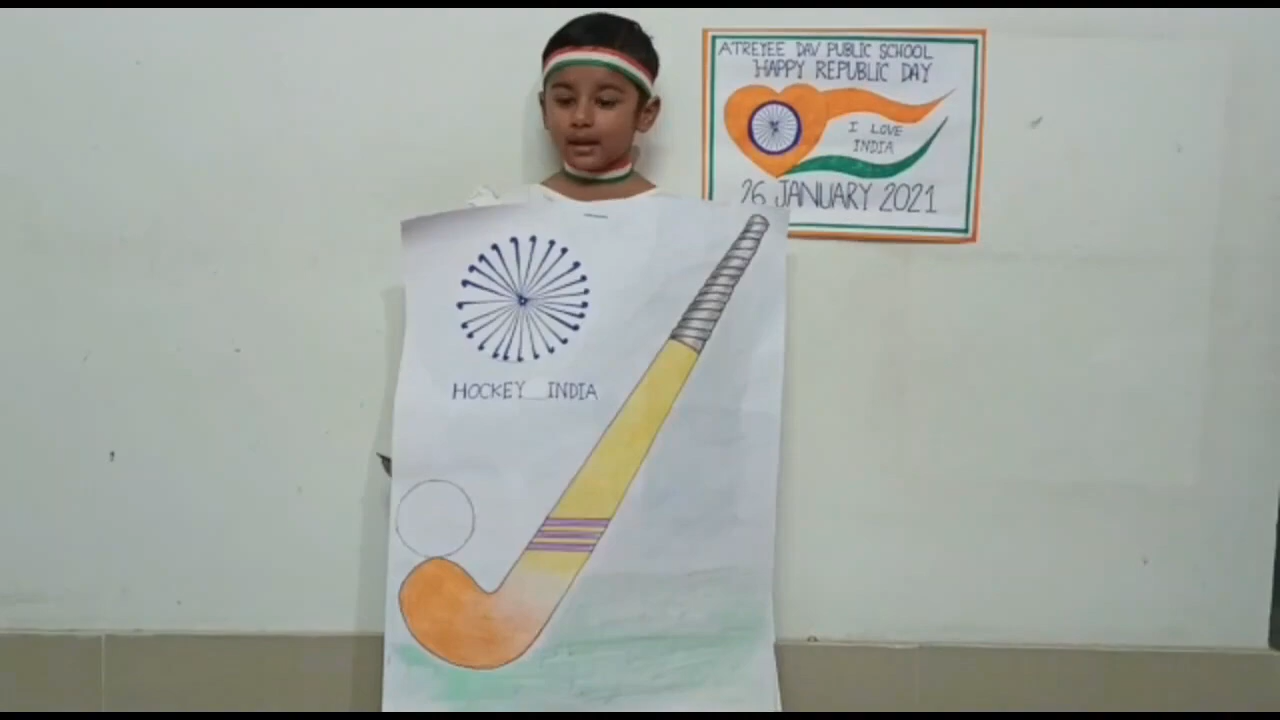 ATREYEE DAV PUBLIC SCHOOL
HAPPY REPUBLIC DAY
I LOVE
INDIA
26 JANUARY 2021
HOCKEY INDIA